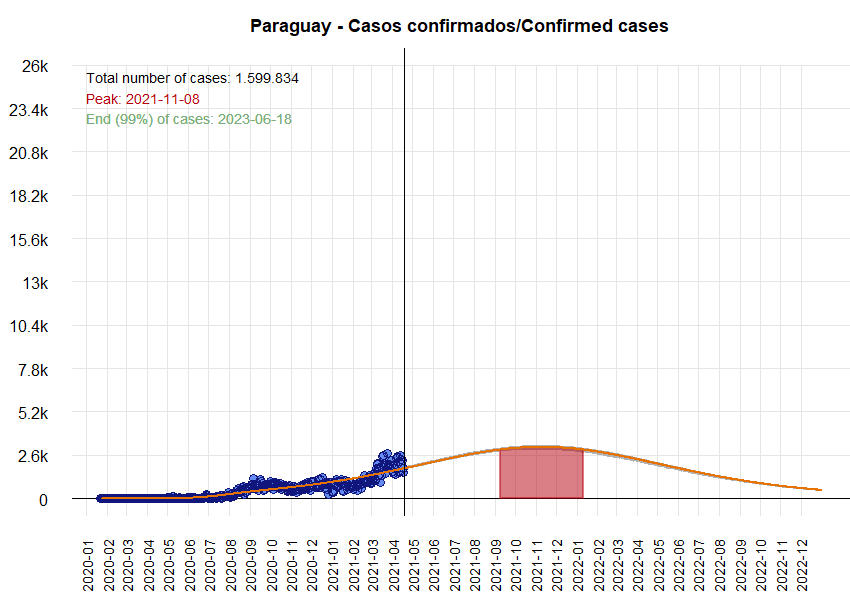 Paraguay - Casos confirmados/Confirmed cases
Total number of cases: 1.599.834
Peak: 2021-11-08
End (99%) of cases: 2023-06-18
26k
23.4k
20.8k
18.2k
15.6k
13k
10.4k
7.8k
5.2k
2.6k
0
2020-01
2020-02
2020-03
2020-04
2020-05
2020-06
2020-07
2020-08
2020-09
2020-10
2020-11
2020-12
2021-01
2021-02
2021-03
2021-04
2021-05
2021-06
2021-07
2021-08
2021-09
2021-10
2021-11
2021-12
2022-01
2022-02
2022-03
2022-04
2022-05
2022-06
2022-07
2022-08
2022-09
2022-10
2022-11
2022-12